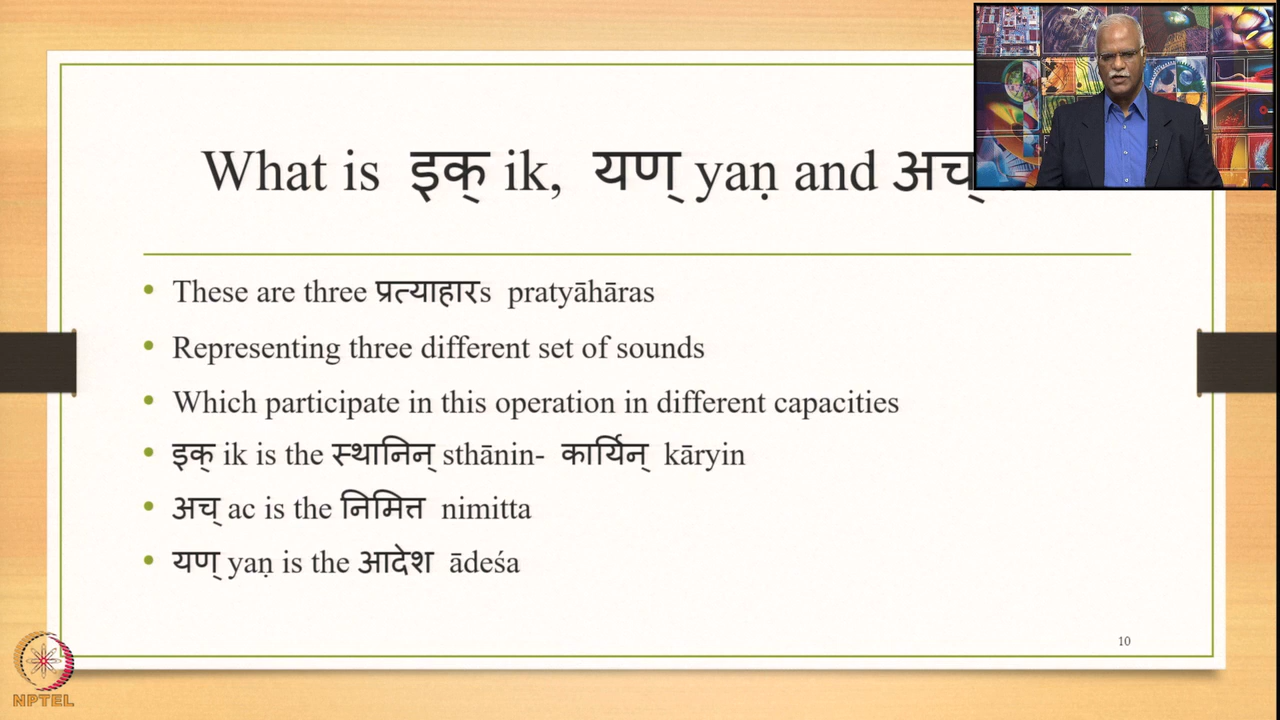 What is इक् ik, यण् yaṇ and अच्
• These are three प्रत्याहारs pratyāhāras
• Representing three different set of sounds
• Which participate in this operation in different capacities
• इक् ik is the स्थानिन् sthānin- कार्यिन् kāryin
• अच् ac is the निमित्त nimitta
• यण् yaṇ is the आदेश ādeśa
10
NPTEL